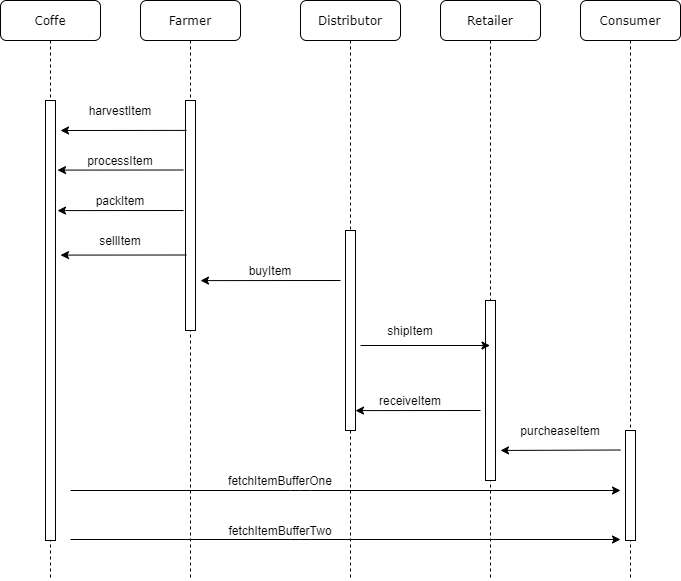 Coffe
Farmer
Distributor
Retailer
Consumer
harvestItem
processItem
packItem
sellItem
buyItem
shipItem
receiveItem
purcheaseItem
fetchItemBufferOne
fetchItemBufferTwo